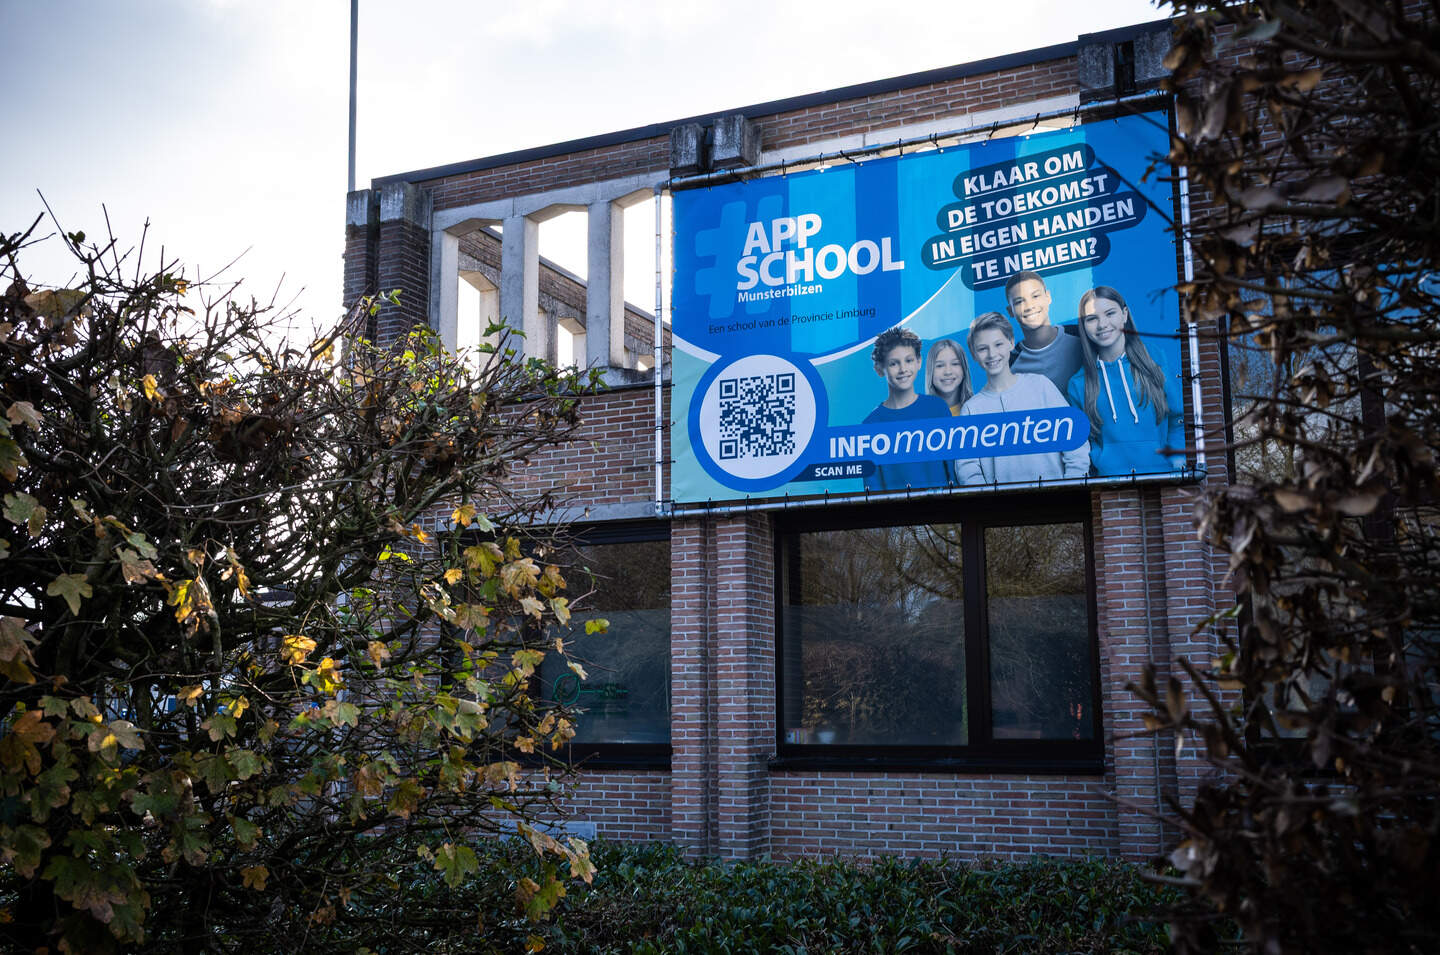 #APP
SCHOOL
Munsterbilzen
Een school van de Provincie Limburg
KLAAR OM
DE TOEKOMST
IN EIGEN HANDEN
TE NEMEN?
INFOmomenten
SCAN ME